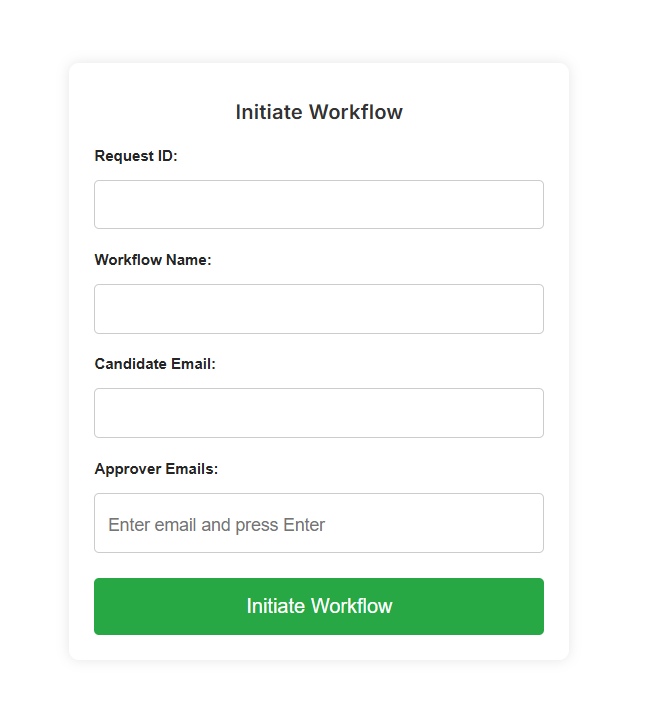 Initiate Workflow
Request ID:
Workflow Name:
Candidate Email:
Approver Emails:
Enter email and press Enter
Initiate Workflow